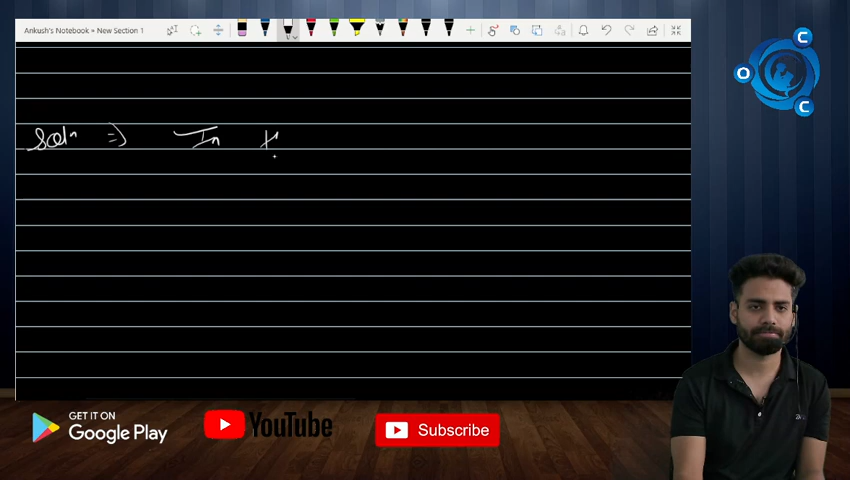 Ankush's Notebook > New Section 1
C
O
C
Soln ⇒ In
GET IT ON
Google Play
YouTube
Subscribe